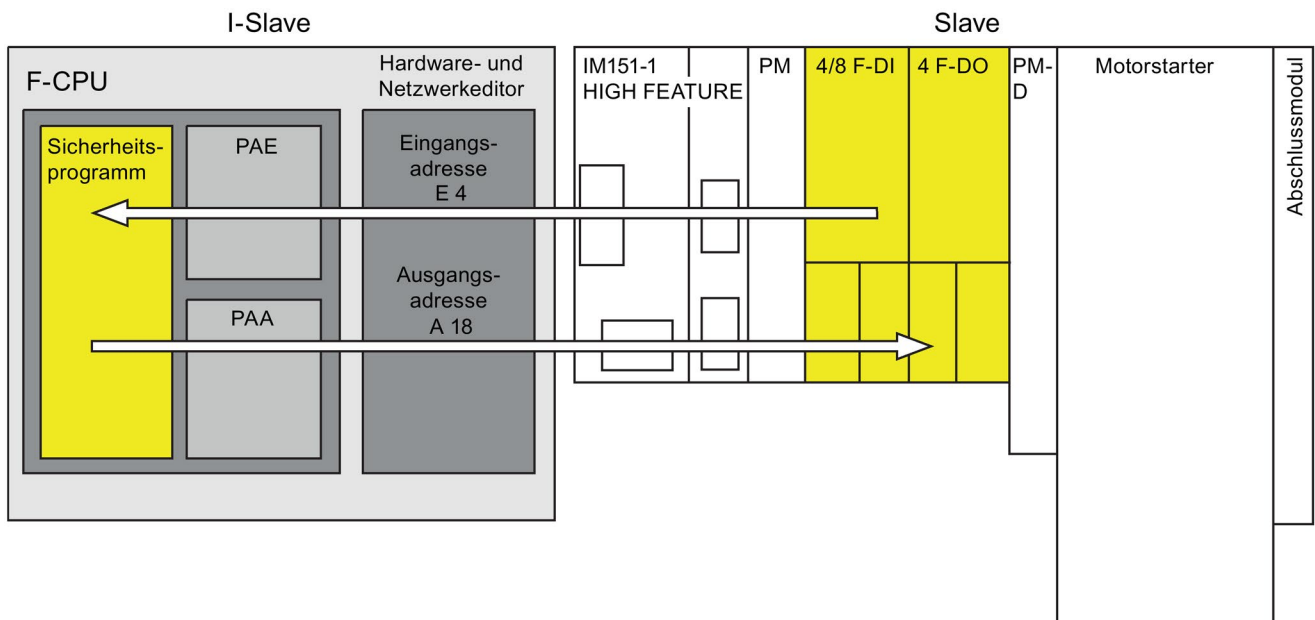 I-Slave
Slave
F-CPU
Hardware- und
Netzwerkeditor
Sicherheits-
programm
PAE
PAA
Eingangs-
adresse
E 4
Ausgangs-
adresse
A 18
IM151-1
HIGH FEATURE
PM
4/8 F-DI
4 F-DO
PM-
D
Motorstarter
Abschlussmodul